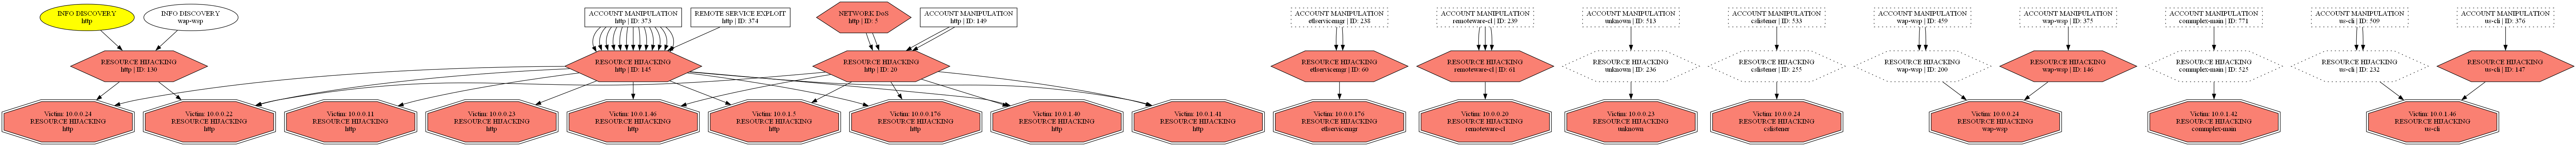 INFO DISCOVERY
http
INFO DISCOVERY
wap-wsp
ACCOUNT MANIPULATION
http | ID: 373
REMOTE SERVICE EXPLOIT
http | ID: 374
NETWORK DoS
http | ID: 5
ACCOUNT MANIPULATION
http | ID: 149
ACCOUNT MANIPULATION
etlservicemgr | ID: 238
ACCOUNT MANIPULATION
remoteware-cl | ID: 239
ACCOUNT MANIPULATION
unknown | ID: 513
ACCOUNT MANIPULATION
cslistener | ID: 533
ACCOUNT MANIPULATION
wap-wsp | ID: 459
ACCOUNT MANIPULATION
wap-wsp | ID: 375
ACCOUNT MANIPULATION
commplex-main | ID: 771
ACCOUNT MANIPULATION
us-cli | ID: 509
ACCOUNT MANIPULATION
us-cli | ID: 376
RESOURCE HIJACKING
http | ID: 130
RESOURCE HIJACKING
http | ID: 145
RESOURCE HIJACKING
http | ID: 20
RESOURCE HIJACKING
etlservicemgr | ID: 60
RESOURCE HIJACKING
remoteware-cl | ID: 61
RESOURCE HIJACKING
unknown | ID: 236
RESOURCE HIJACKING
cslistener | ID: 255
RESOURCE HIJACKING
wap-wsp | ID: 200
RESOURCE HIJACKING
wap-wsp | ID: 146
RESOURCE HIJACKING
commplex-main | ID: 525
RESOURCE HIJACKING
us-cli | ID: 232
RESOURCE HIJACKING
us-cli | ID: 147
Victim: 10.0.0.24
RESOURCE HIJACKING
http
Victim: 10.0.0.22
RESOURCE HIJACKING
http
Victim: 10.0.0.11
RESOURCE HIJACKING
http
Victim: 10.0.0.23
RESOURCE HIJACKING
http
Victim: 10.0.1.46
RESOURCE HIJACKING
http
Victim: 10.0.1.5
RESOURCE HIJACKING
http
Victim: 10.0.0.176
RESOURCE HIJACKING
http
Victim: 10.0.1.40
RESOURCE HIJACKING
http
Victim: 10.0.1.41
RESOURCE HIJACKING
http
Victim: 10.0.0.176
RESOURCE HIJACKING
etlservicemgr
Victim: 10.0.0.20
RESOURCE HIJACKING
remoteware-cl
Victim: 10.0.0.23
RESOURCE HIJACKING
unknown
Victim: 10.0.0.24
RESOURCE HIJACKING
cslistener
Victim: 10.0.0.24
RESOURCE HIJACKING
wap-wsp
Victim: 10.0.1.42
RESOURCE HIJACKING
commplex-main
Victim: 10.0.1.46
RESOURCE HIJACKING
us-cli